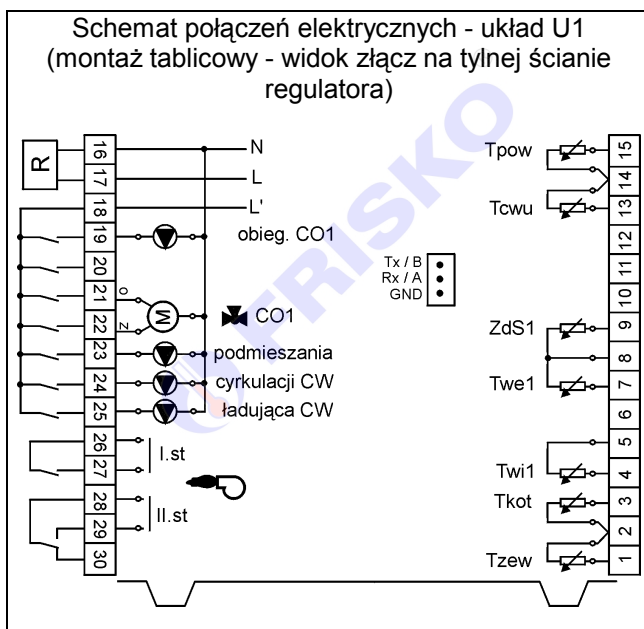 Schemat połączeń elektrycznych - układ U1
(montaż tablicowy - widok złącz na tylnej ścianie
regulatora)
FRISKO
R
16
N
17
L
18
L'
19
obieg. CO1
20
21
o
M
CO1
22
z
23
podmieszania
24
cyrkulacji CW
25
ładująca CW
26
I.st
27
28
II.st
29
30
Tx / B
Rx / A
GND
Tpow
15
14
Tcwu
13
12
11
10
ZdS1
9
8
Twe1
7
6
5
Twi1
4
Tkot
3
2
Tzew
1